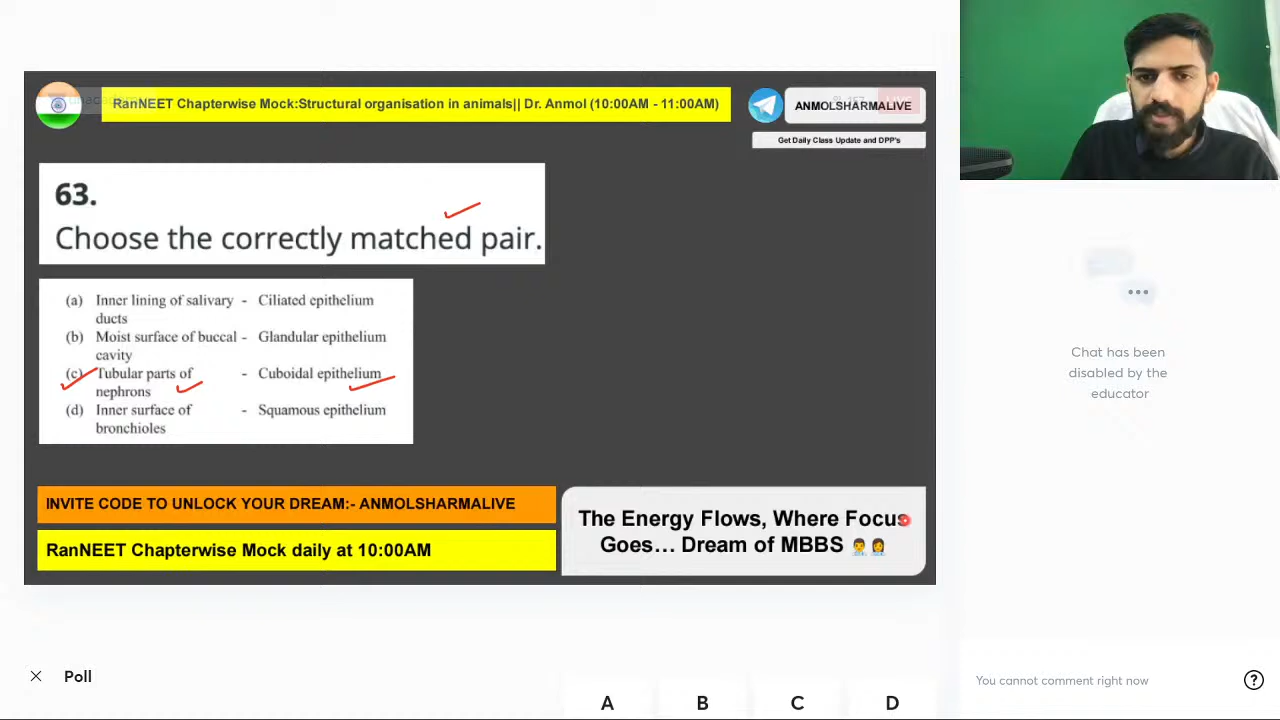 RanNEET Chapterwise Mock:Structural organisation in animals|| Dr. Anmol (10:00AM - 11:00AM)
ANMOLSHARMALIVE
Get Daily Class Update and DPP's
63.
Choose the correctly matched pair.
(a) Inner lining of salivary - Ciliated epithelium
ducts
(b) Moist surface of buccal - Glandular epithelium
cavity
(c) Tubular parts of - Cuboidal epithelium
nephrons
(d) Inner surface of - Squamous epithelium
bronchioles
INVITE CODE TO UNLOCK YOUR DREAM:- ANMOLSHARMALIVE
RanNEET Chapterwise Mock daily at 10:00AM
The Energy Flows, Where Focus
Goes... Dream of MBBS
Chat has been
disabled by the
educator
Poll
A B C D
You cannot comment right now